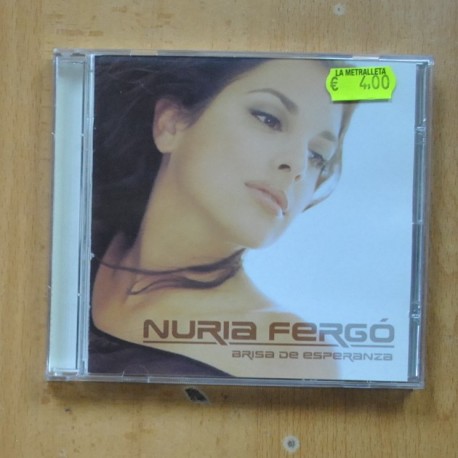 LA METRALLETA
€ 4,00
NURIA FERGÓ
BRISA DE ESPERANZA